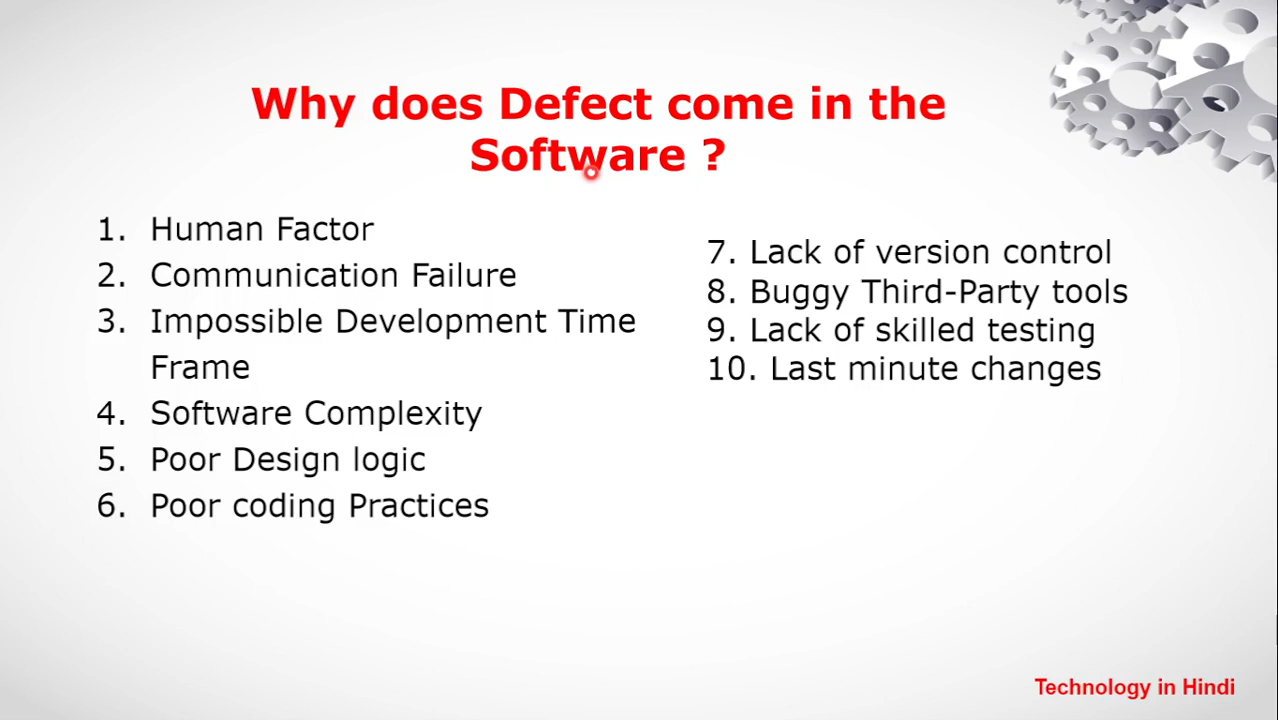 Why does Defect come in the
Software ?
1. Human Factor
2. Communication Failure
3. Impossible Development Time
Frame
4. Software Complexity
5. Poor Design logic
6. Poor coding Practices
7. Lack of version control
8. Buggy Third-Party tools
9. Lack of skilled testing
10. Last minute changes
Technology in Hindi